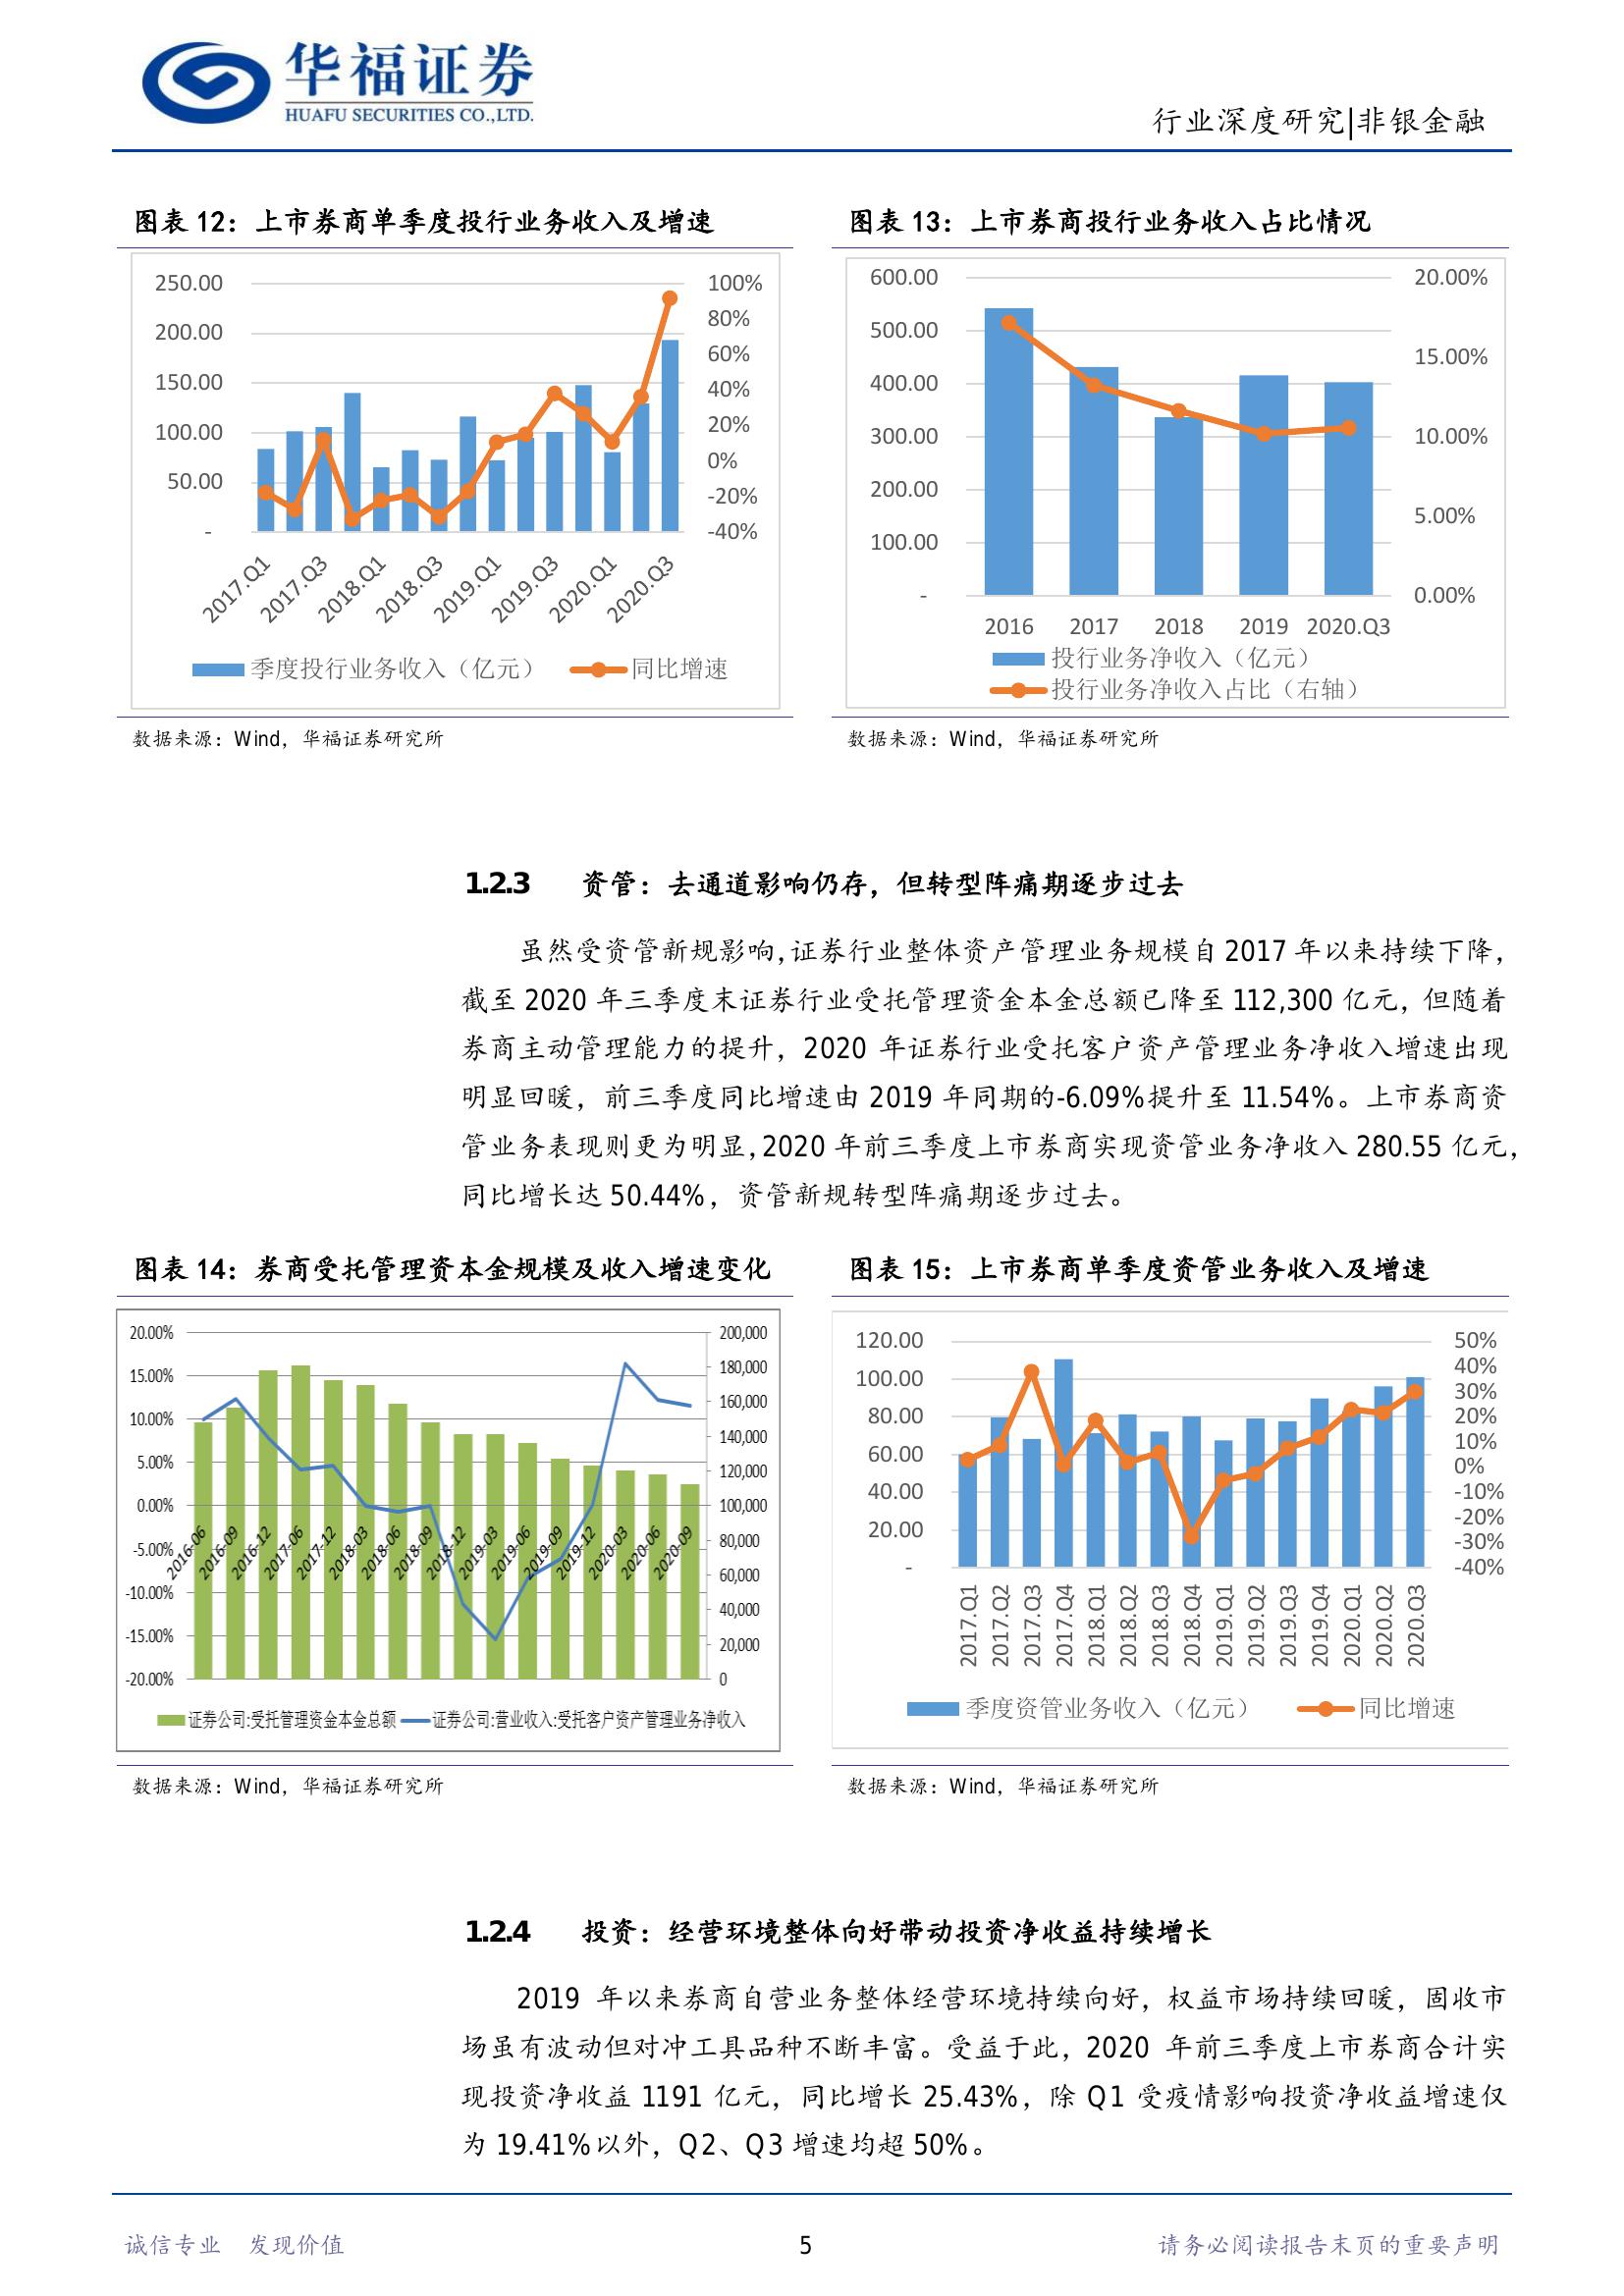 华福证券
HUAFU SECURITIES CO.,LTD.
行业深度研究|非银金融
图表 12：上市券商单季度投行业务收入及增速
250.00
200.00
150.00
100.00
50.00
-
100%
80%
60%
40%
20%
0%
-20%
-40%
2017.Q1
2017.Q3
2018.Q1
2018.Q3
2019.Q1
2019.Q3
2020.Q1
2020.Q3
季度投行业务收入（亿元）
同比增速
数据来源：Wind，华福证券研究所
图表 13：上市券商投行业务收入占比情况
600.00
500.00
400.00
300.00
200.00
100.00
-
20.00%
15.00%
10.00%
5.00%
0.00%
2016
2017
2018
2019
2020.Q3
投行业务净收入（亿元）
投行业务净收入占比（右轴）
数据来源：Wind，华福证券研究所
1.2.3 资管：去通道影响仍存，但转型阵痛期逐步过去
虽然受资管新规影响，证券行业整体资产管理业务规模自 2017 年以来持续下降，
截至 2020 年三季度末证券行业受托管理资金本金总额已降至 112,300 亿元，但随着
券商主动管理能力的提升，2020 年证券行业受托客户资产管理业务净收入增速出现
明显回暖，前三季度同比增速由 2019 年同期的-6.09%提升至 11.54%。上市券商资
管业务表现则更为明显，2020 年前三季度上市券商实现资管业务净收入 280.55 亿元，
同比增长达 50.44%，资管新规转型阵痛期逐步过去。
图表 14：券商受托管理资本金规模及收入增速变化
20.00%
15.00%
10.00%
5.00%
0.00%
-5.00%
-10.00%
-15.00%
-20.00%
200,000
180,000
160,000
140,000
120,000
100,000
80,000
60,000
40,000
20,000
0
2016-06
2016-09
2016-12
2017-06
2017-12
2018-03
2018-06
2018-09
2018-12
2019-03
2019-06
2019-09
2019-12
2020-03
2020-06
2020-09
证券公司:受托管理资金本金总额
证券公司:营业收入:受托客户资产管理业务净收入
数据来源：Wind，华福证券研究所
图表 15：上市券商单季度资管业务收入及增速
120.00
100.00
80.00
60.00
40.00
20.00
-
50%
40%
30%
20%
10%
0%
-10%
-20%
-30%
-40%
2017.Q1
2017.Q2
2017.Q3
2017.Q4
2018.Q1
2018.Q2
2018.Q3
2018.Q4
2019.Q1
2019.Q2
2019.Q3
2019.Q4
2020.Q1
2020.Q2
2020.Q3
季度资管业务收入（亿元）
同比增速
数据来源：Wind，华福证券研究所
1.2.4 投资：经营环境整体向好带动投资净收益持续增长
2019 年以来券商自营业务整体经营环境持续向好，权益市场持续回暖，固收市
场虽有波动但对冲工具品种不断丰富。受益于此，2020 年前三季度上市券商合计实
现投资净收益 1191 亿元，同比增长 25.43%，除 Q1 受疫情影响投资净收益增速仅
为 19.41%以外，Q2、Q3 增速均超 50%。
诚信专业 发现价值
5
请务必阅读报告末页的重要声明